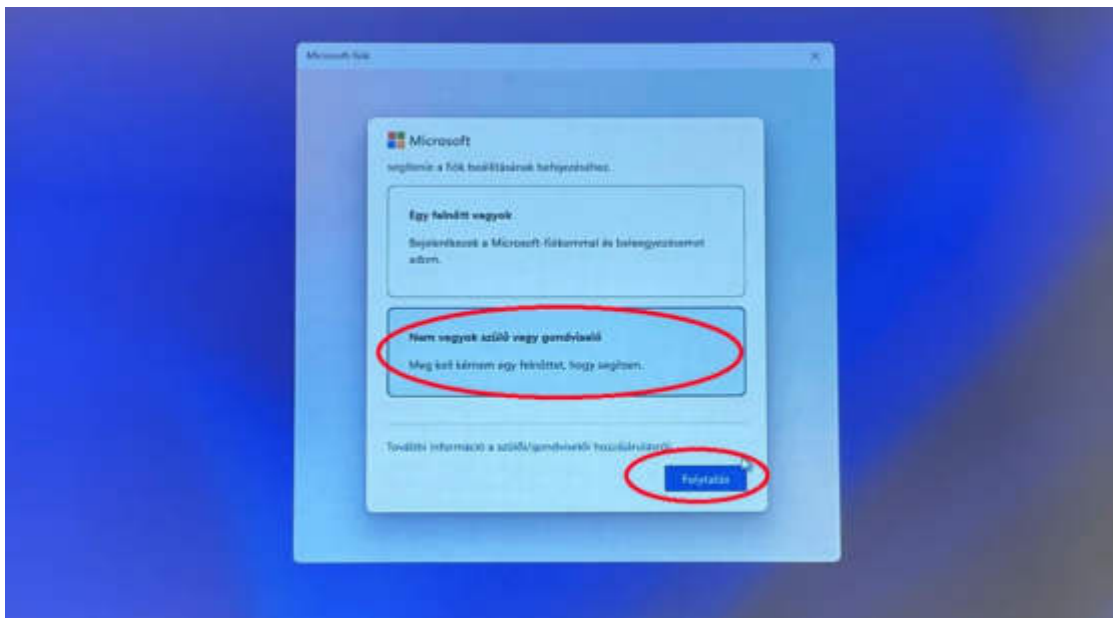 Microsoft-fiók
Microsoft
segítenie a fiók beállításának befejezéséhez.
Egy felnőtt vagyok
Bejelentkezek a Microsoft-fiókommal és beleegyezésemet
adom.
Nem vagyok szülő vagy gondviselő
Meg kell kérnem egy felnőttet, hogy segítsen.
További információ a szülői/gondviselői hozzájárulásról
Folytatás